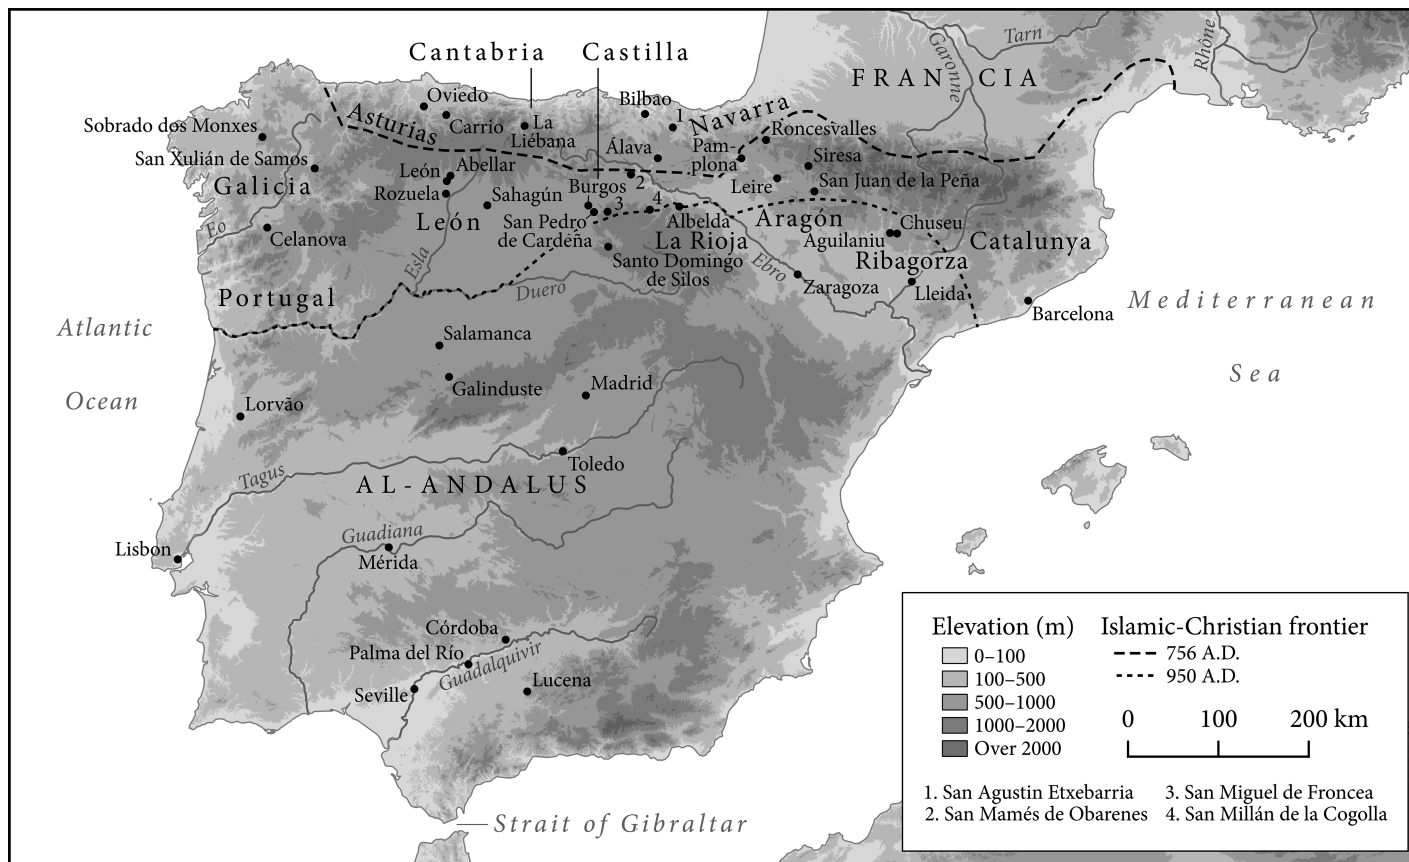 Cantabria
Castilla
FRANCIA
Tarn
Garonne
Rhône
Oviedo
Bilbao
1
Navarra
Sobrado dos Monxes
Asturias
Carrio
La
Liébana
Roncesvalles
San Xulián de Samos
Álava
Pam-
plona
Siresa
León
Abellar
Galicia
Rozuela
Sahagún
Burgos
2
Leire
San Juan de la Peña
3
4
León
San Pedro
de Cardeña
Albelda
Aragón
Chuseu
Eo
Celanova
La Rioja
Aguilaniu
Catalunya
Esla
Santo Domingo
de Silos
Ebro
Ribagorza
Portugal
Duero
Zaragoza
Lleida
Barcelona
Mediterranean
Sea
Atlantic
Ocean
Salamanca
Galinduste
Madrid
Lorvão
Toledo
Tagus
AL-ANDALUS
Guadiana
Lisbon
Mérida
Córdoba
Palma del Río
Guadalquivir
Seville
Lucena
Strait of Gibraltar
Elevation (m)
0–100
100–500
500–1000
1000–2000
Over 2000
Islamic-Christian frontier
756 A.D.
950 A.D.
0 100 200 km
1. San Agustin Etxebarria
2. San Mamés de Obarenes
3. San Miguel de Froncea
4. San Millán de la Cogolla